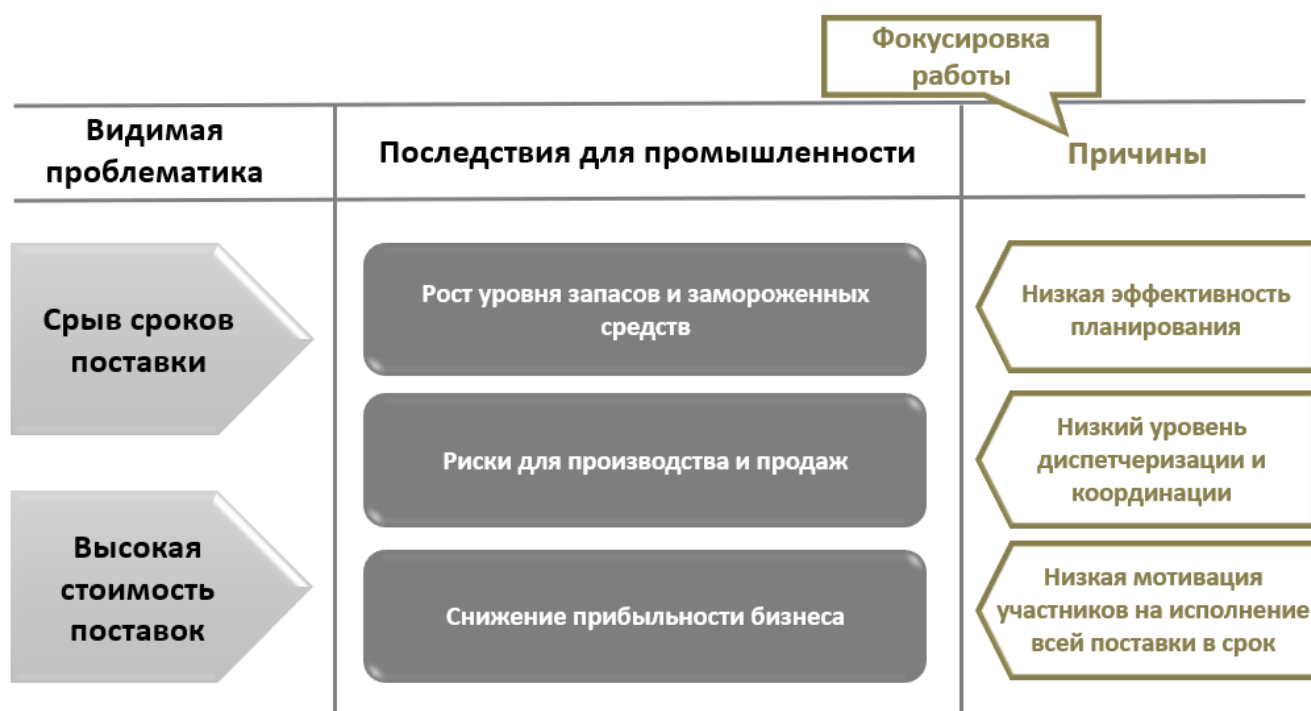 Фокусировка
работы
Видимая
проблематика
Последствия для промышленности
Причины
Срыв сроков
поставки
Высокая
стоимость
поставок
Рост уровня запасов и замороженных
средств
Риски для производства и продаж
Снижение прибыльности бизнеса
Низкая эффективность
планирования
Низкий уровень
диспетчеризации и
координации
Низкая мотивация
участников на исполнение
всей поставки в срок